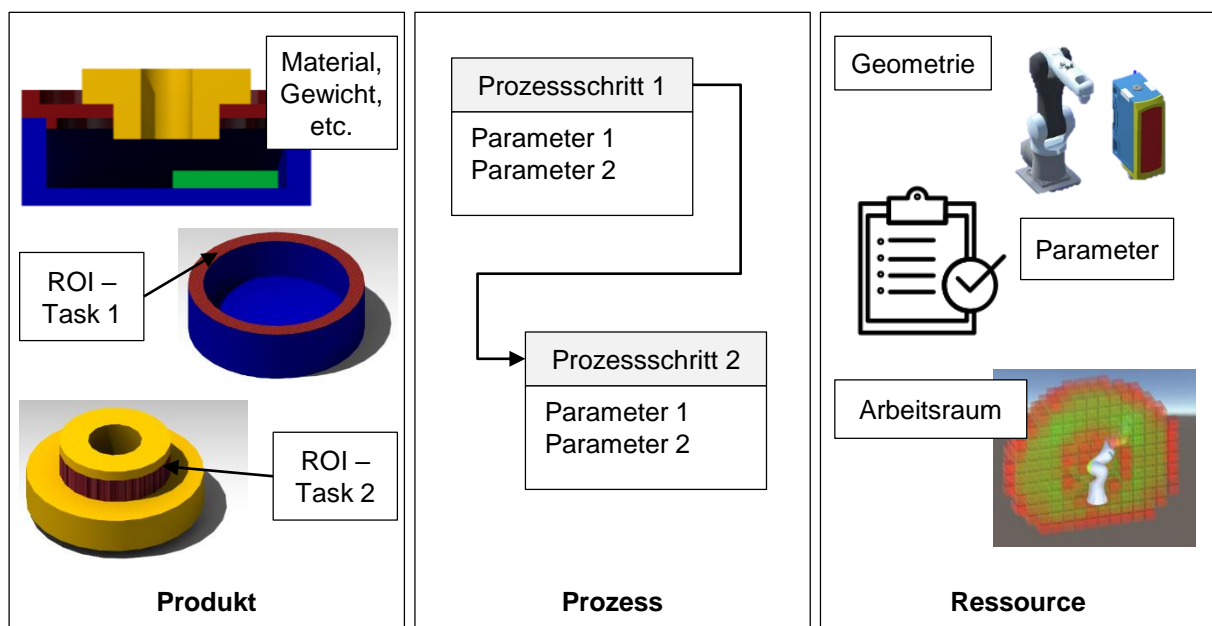 Material,
Gewicht,
etc.
ROI –
Task 1
ROI –
Task 2
Produkt
Prozessschritt 1
Parameter 1
Parameter 2
Prozessschritt 2
Parameter 1
Parameter 2
Prozess
Geometrie
Parameter
Arbeitsraum
Ressource